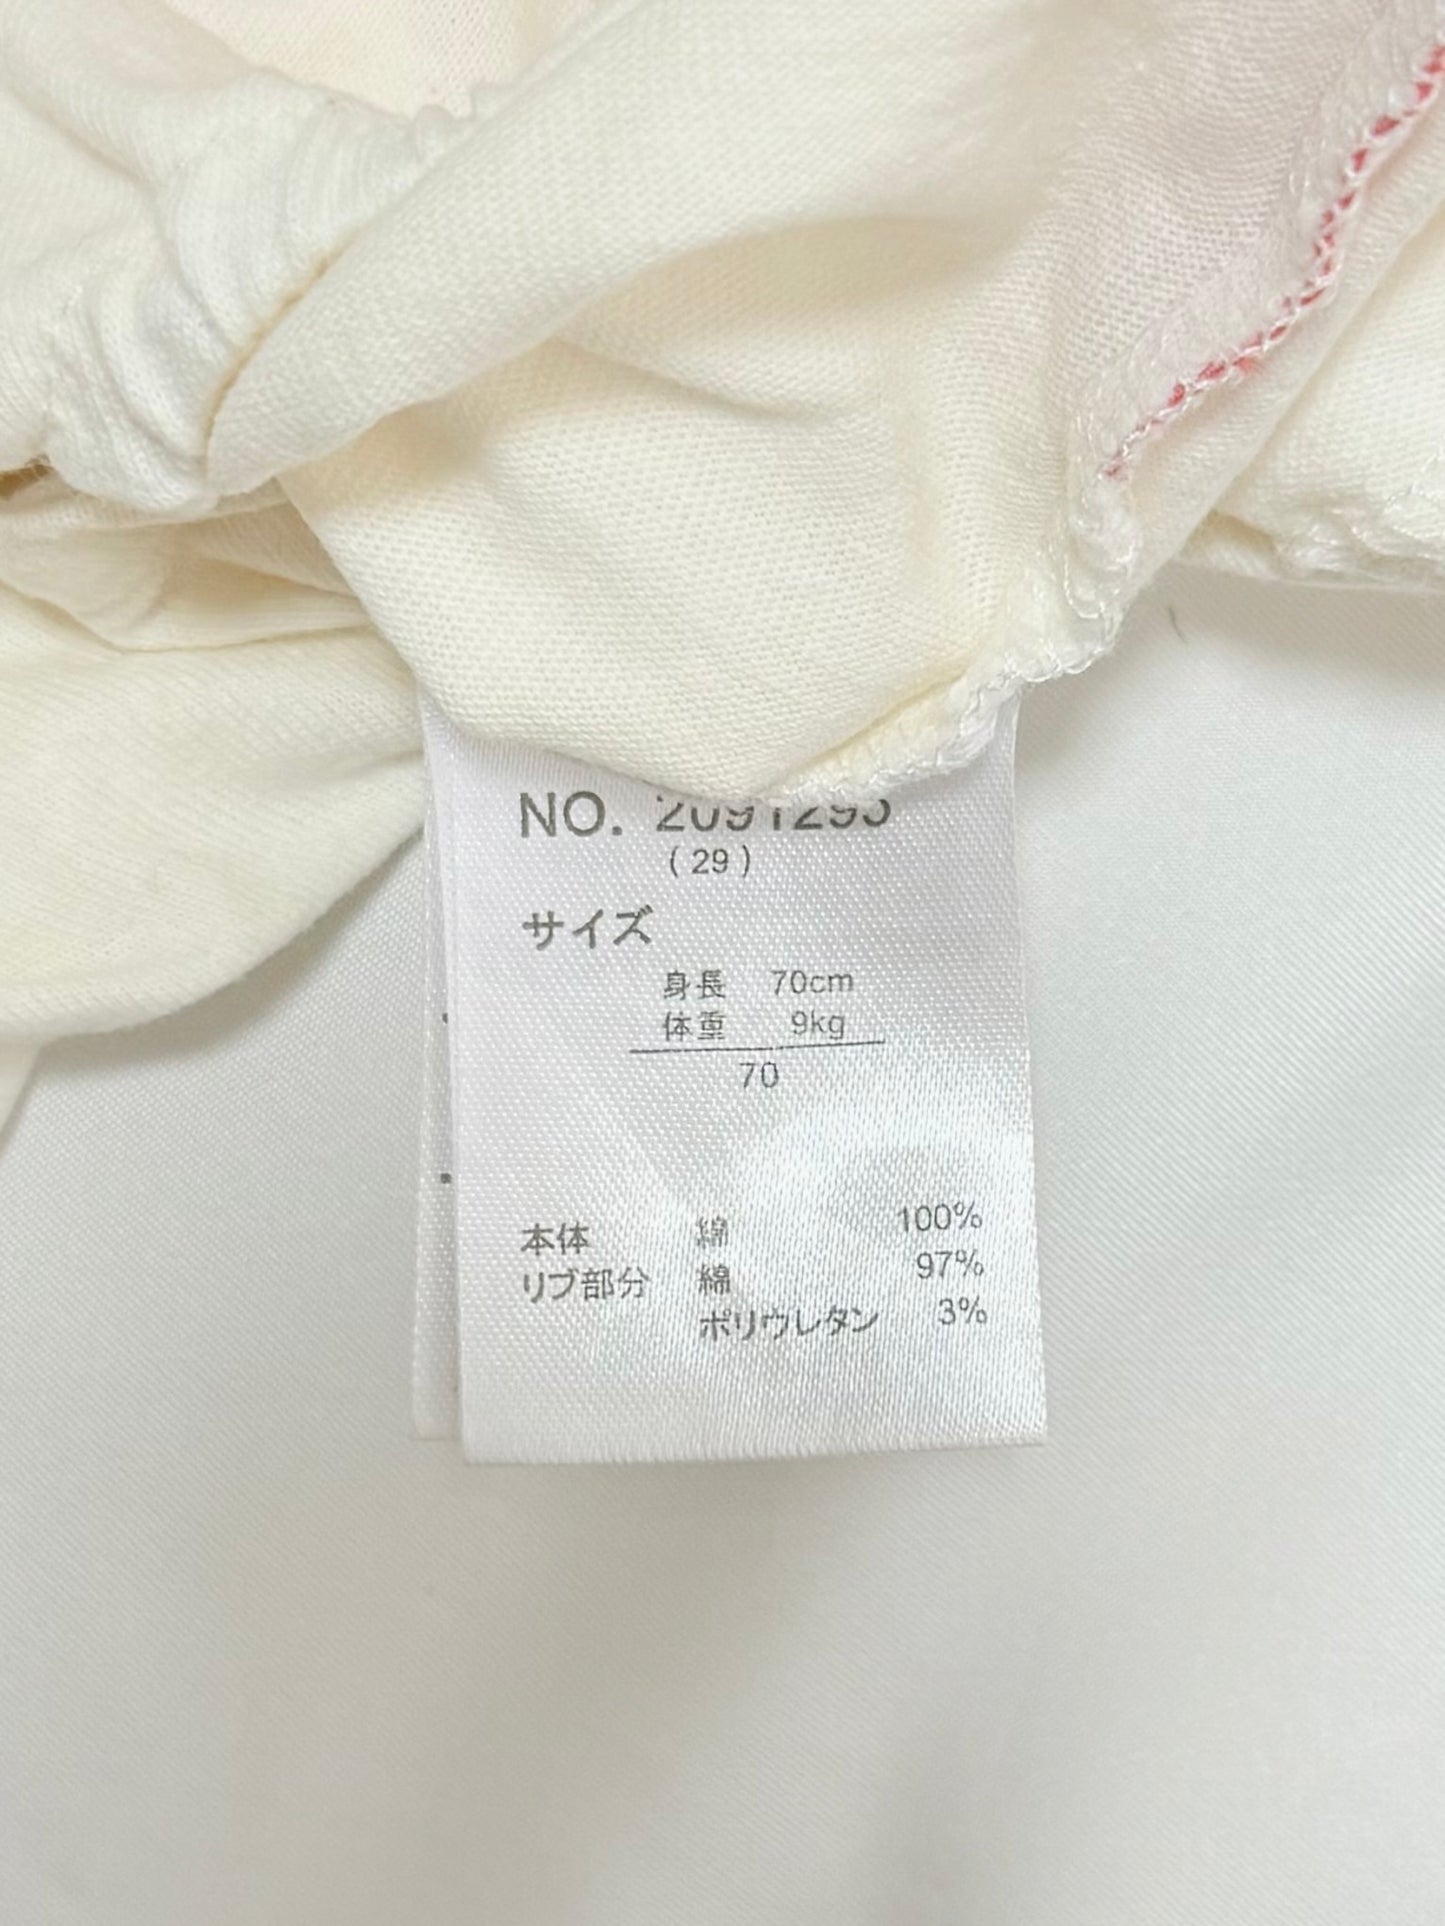 NO. 2091293
(29)
サイズ
身長 70cm
体重 9kg
70
本体 綿 100%
リブ部分 綿 97%
ポリウレタン 3%